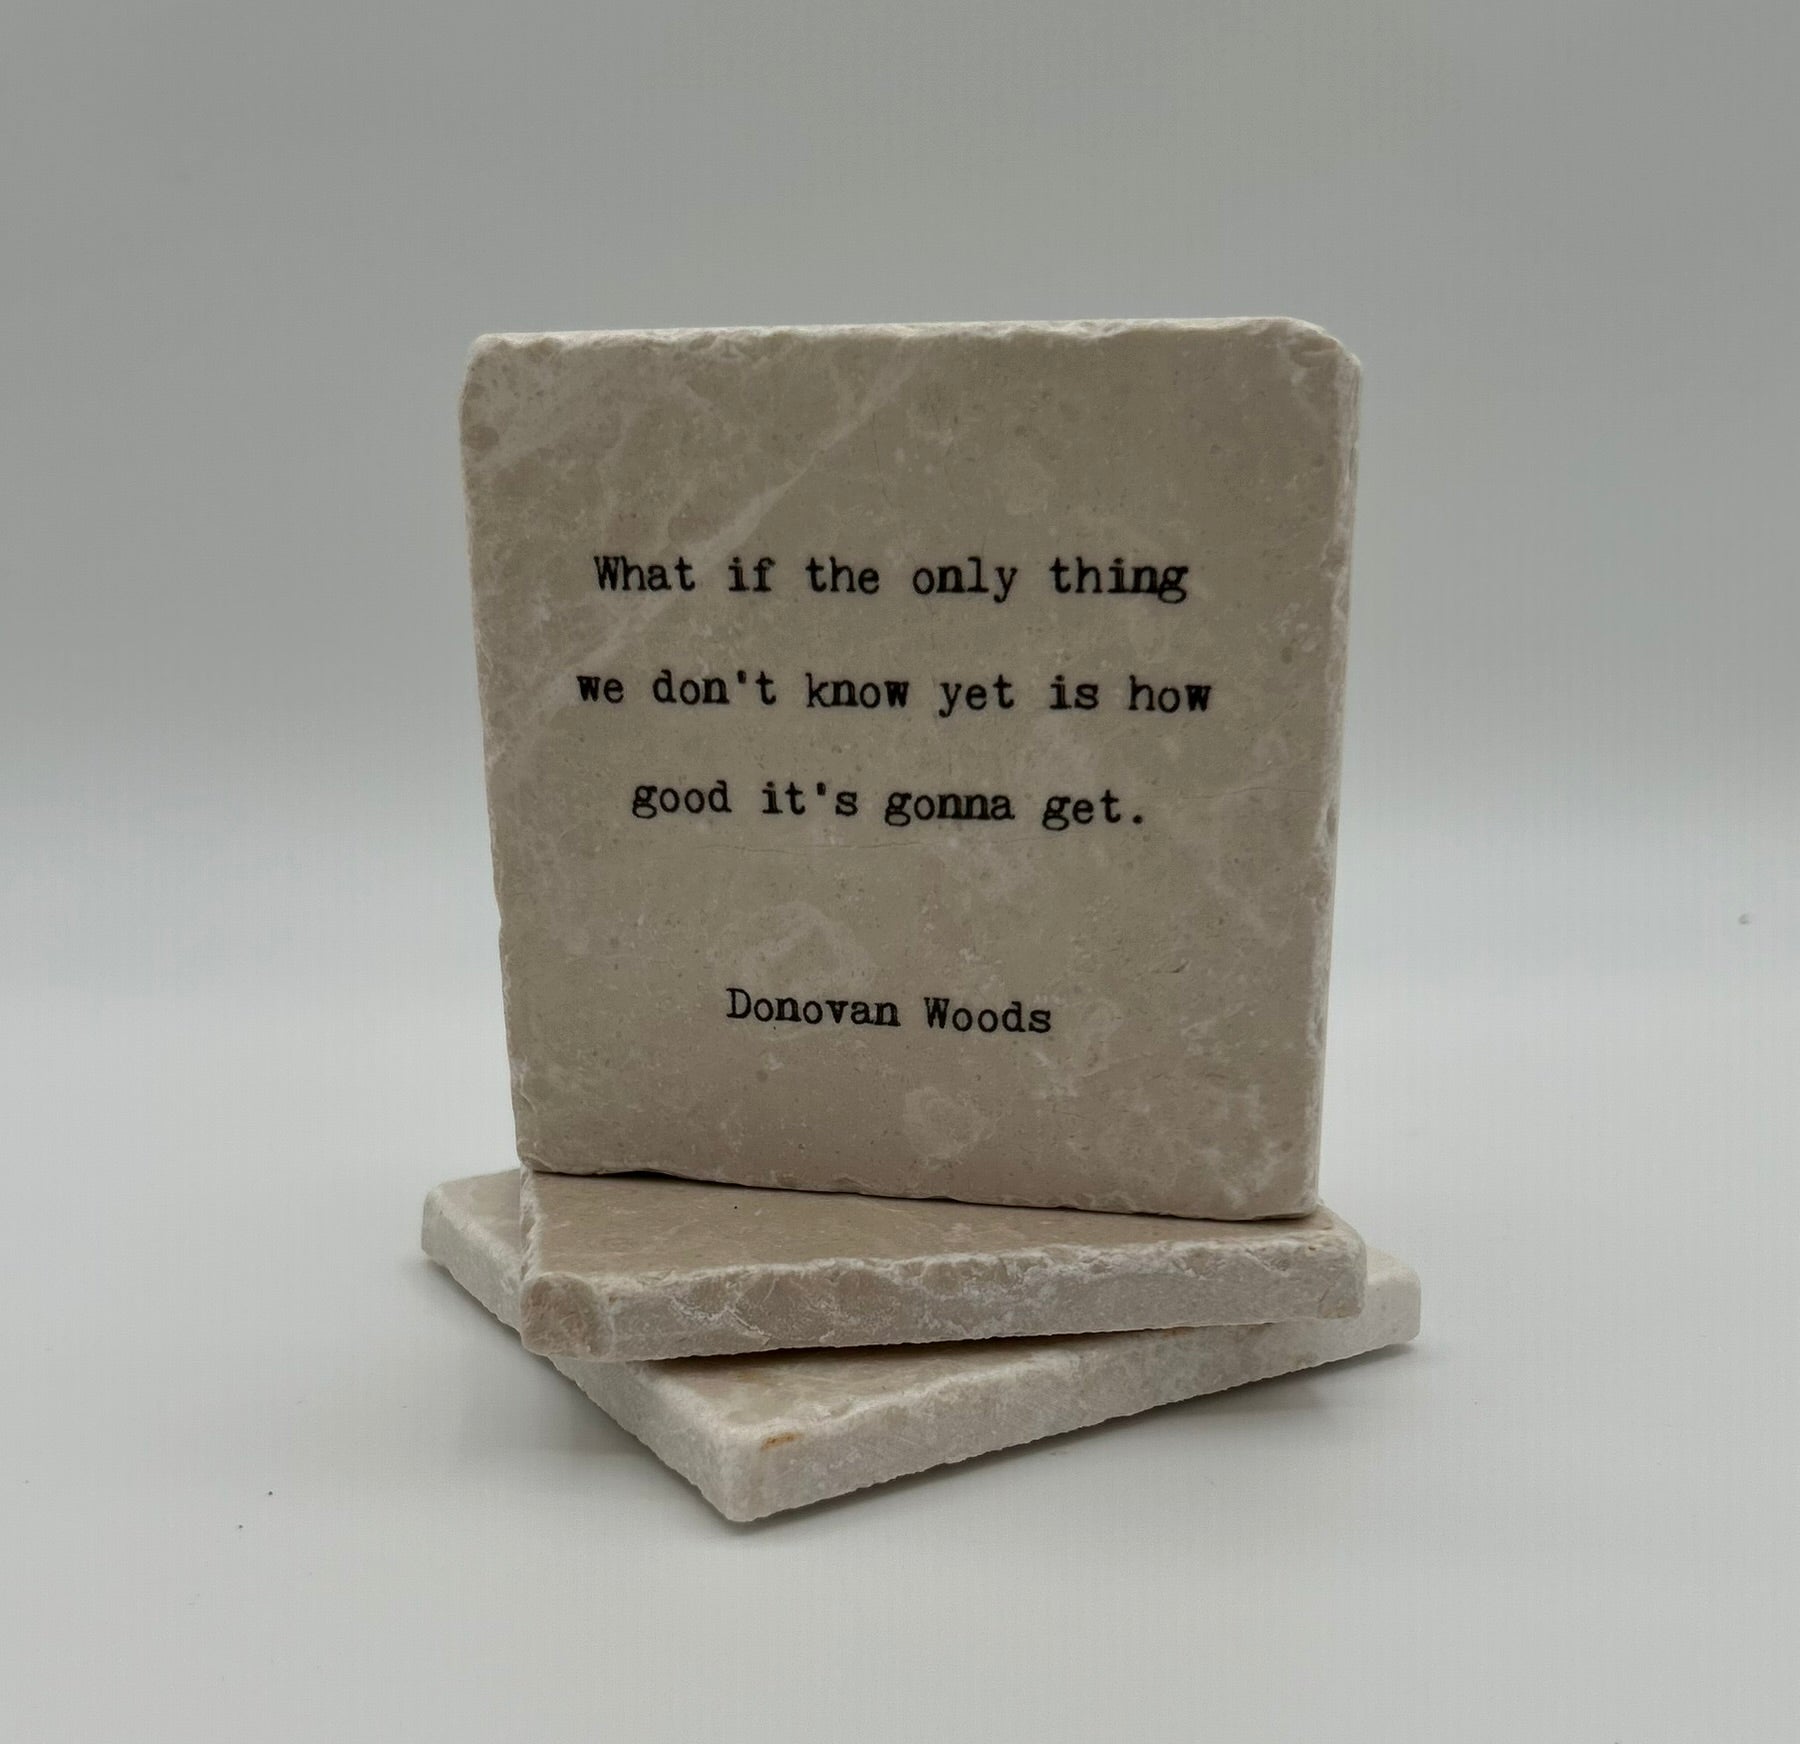 What if the only thing
we don't know yet is how
good it's gonna get.
Donovan Woods